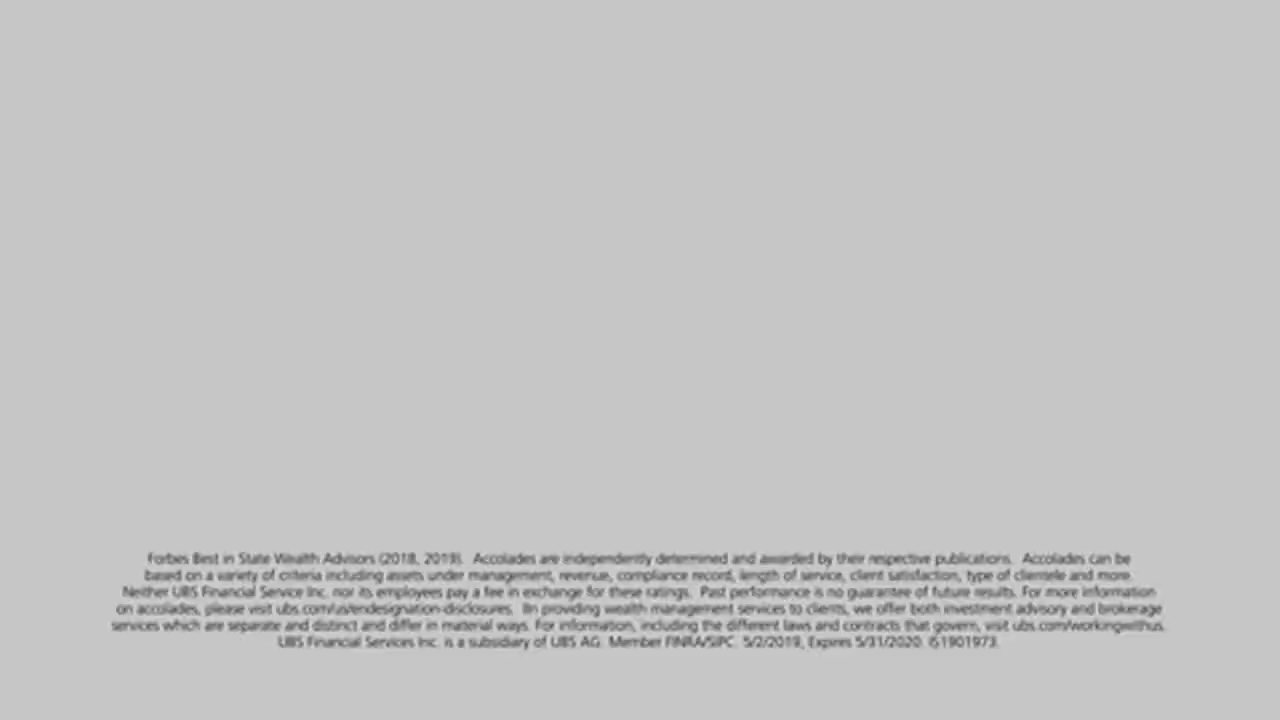 Forbes Best in State Wealth Advisors (2018, 2019). Accolades are independently determined and awarded by their respective publications. Accolades can be
based on a variety of criteria including assets under management, revenue, compliance record, length of service, client satisfaction, type of clientele and more.
Neither UBS Financial Service Inc. nor its employees pay a fee in exchange for these ratings. Past performance is no guarantee of future results. For more information
on accolades, please visit ubs.com/us/en/designation-disclosures. In providing wealth management services to clients, we offer both investment advisory and brokerage
services which are separate and distinct and differ in material ways. For information, including the different laws and contracts that govern, visit ubs.com/workingwithus.
UBS Financial Services Inc. is a subsidiary of UBS AG. Member FINRA/SIPC. 5/2/2019, Expires 5/31/2020. IS1901973.